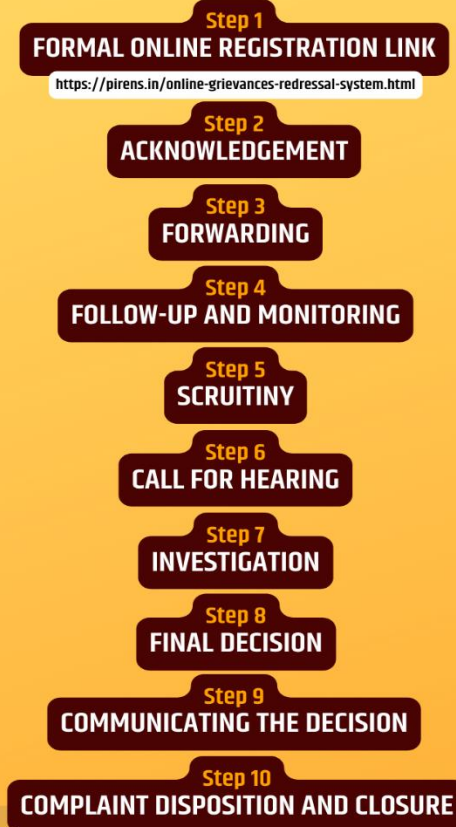 Step 1
FORMAL ONLINE REGISTRATION LINK
https://pirens.in/online-grievances-redressal-system.html
Step 2
ACKNOWLEDGEMENT
Step 3
FORWARDING
Step 4
FOLLOW-UP AND MONITORING
Step 5
SCRUITINY
Step 6
CALL FOR HEARING
Step 7
INVESTIGATION
Step 8
FINAL DECISION
Step 9
COMMUNICATING THE DECISION
Step 10
COMPLAINT DISPOSITION AND CLOSURE